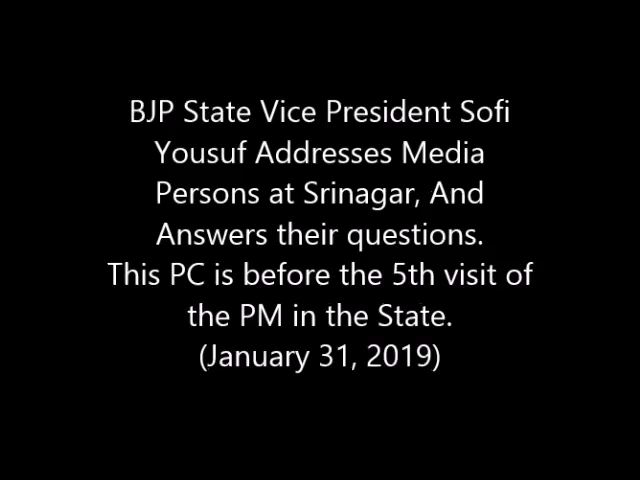 BJP State Vice President Sofi
Yousuf Addresses Media
Persons at Srinagar, And
Answers their questions.
This PC is before the 5th visit of
the PM in the State.
(January 31, 2019)